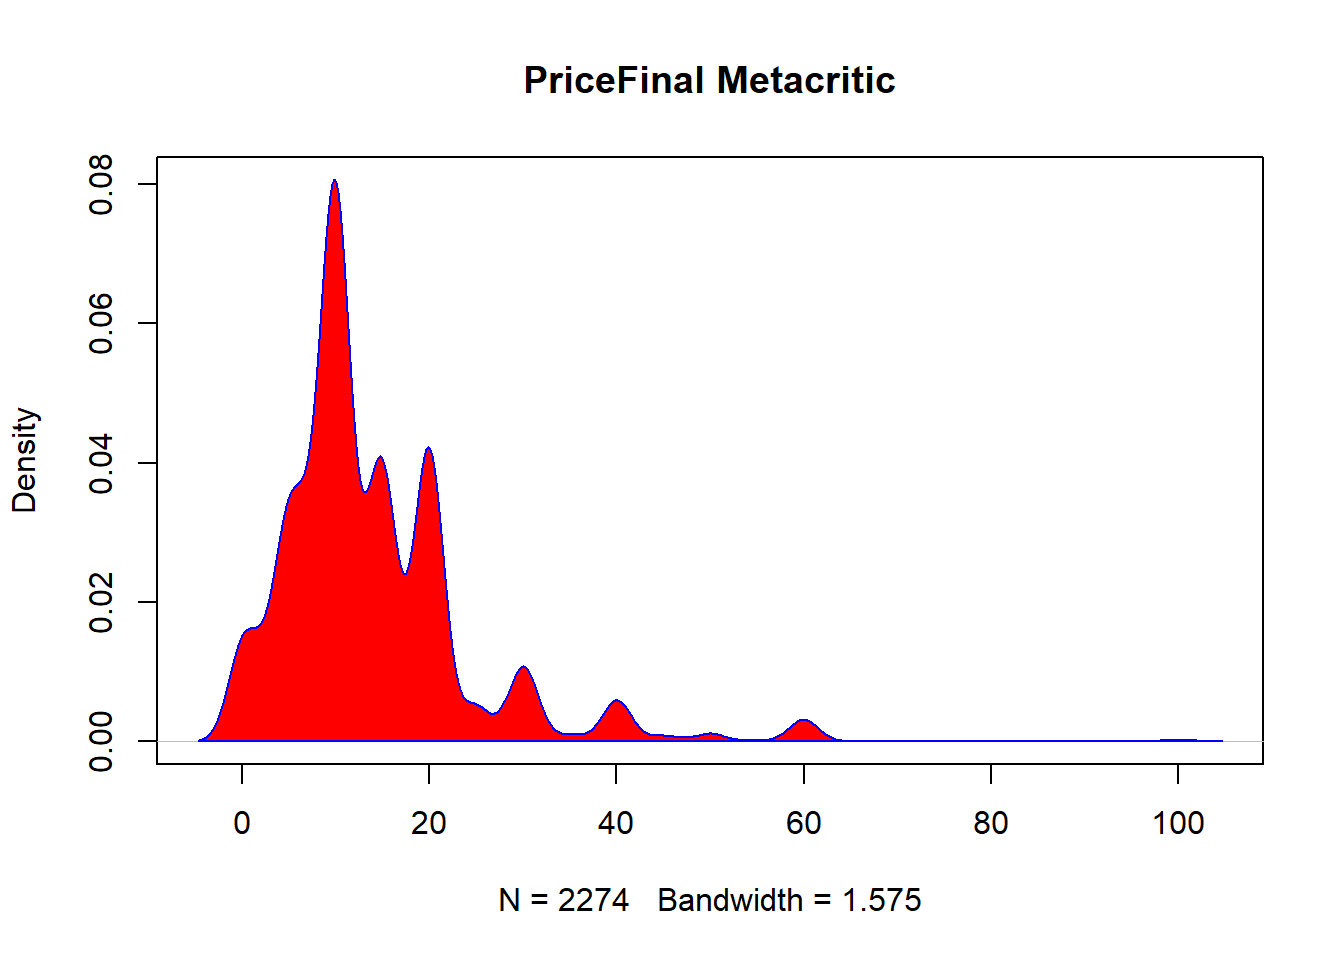 PriceFinal Metacritic
Density
0.08
0.06
0.04
0.02
0.00
0 20 40 60 80 100
N = 2274 Bandwidth = 1.575